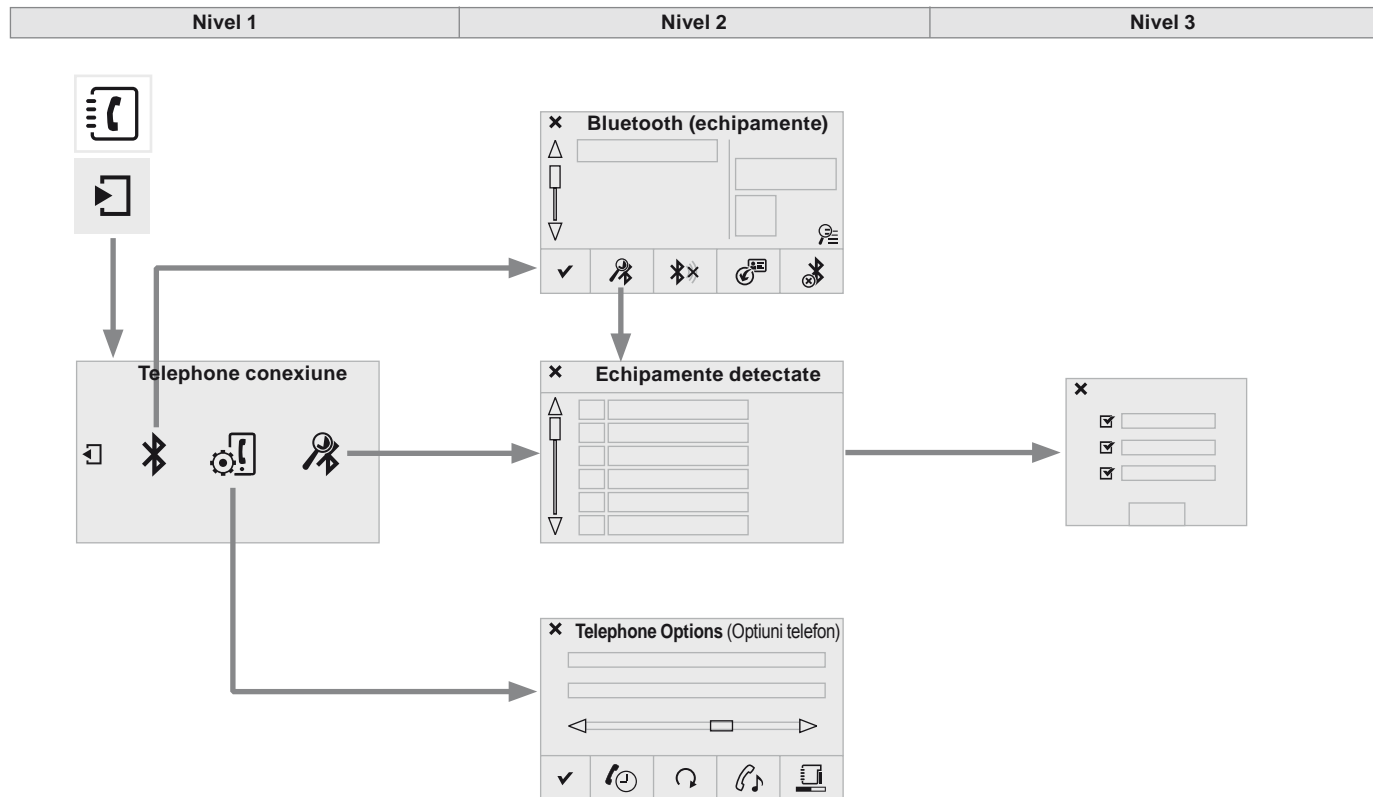 Nivel 1
Nivel 2
Nivel 3
Bluetooth (echipamente)
Telephone conexiune
Echipamente detectate
Telephone Options (Optiuni telefon)